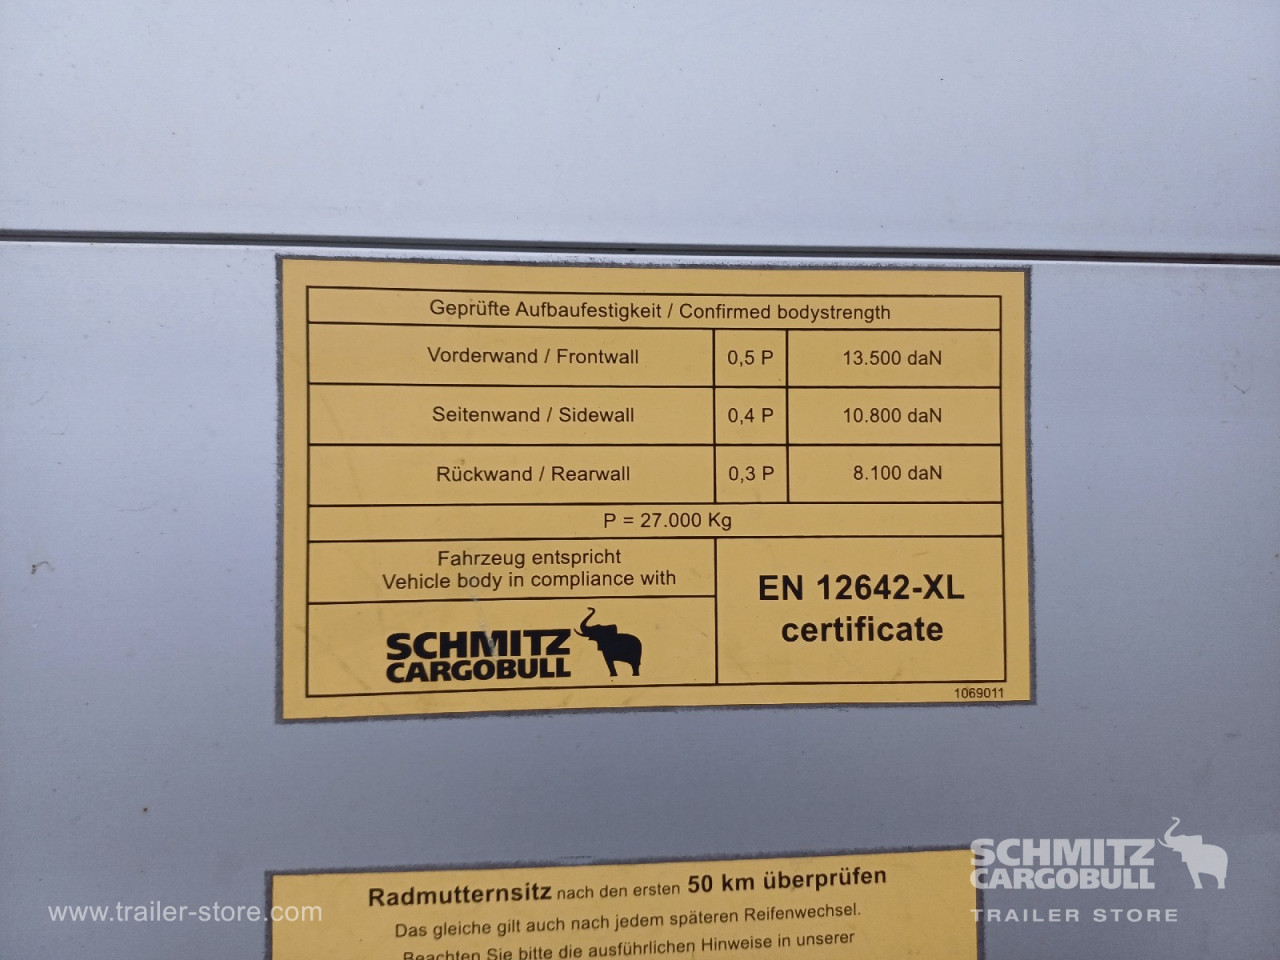 Geprüfte Aufbaufestigkeit / Confirmed bodystrength
Vorderwand / Frontwall 0,5 P 13.500 daN
Seitenwand / Sidewall 0,4 P 10.800 daN
Rückwand / Rearwall 0,3 P 8.100 daN
P = 27.000 Kg
Fahrzeug entspricht
Vehicle body in compliance with
EN 12642-XL
certificate
SCHMITZ
CARGOBULL
1069011
Radmutternsitz nach den ersten 50 km überprüfen
Das gleiche gilt auch nach jedem späteren Reifenwechsel.
Beachten Sie bitte die ausführlichen Hinweise in unserer
www.trailer-store.com
SCHMITZ
CARGOBULL
TRAILER STORE